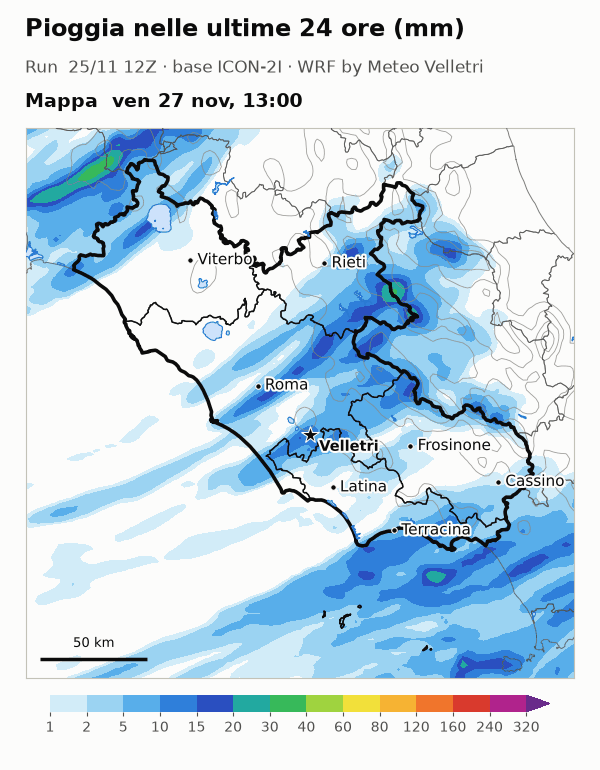 Pioggia nelle ultime 24 ore (mm)
Run  25/11 12Z · base ICON-2I · WRF by Meteo Velletri
Mappa  ven 27 nov, 13:00
Viterbo
Rieti
Roma
Velletri
Frosinone
Latina
Cassino
Terracina
50 km
1 2 5 10 15 20 30 40 60 80 120 160 240 320